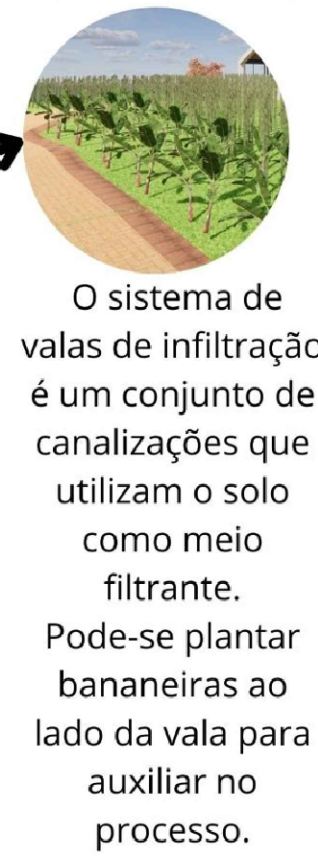 O sistema de
valas de infiltração
é um conjunto de
canalizações que
utilizam o solo
como meio
filtrante.
Pode-se plantar
bananeiras ao
lado da vala para
auxiliar no
processo.